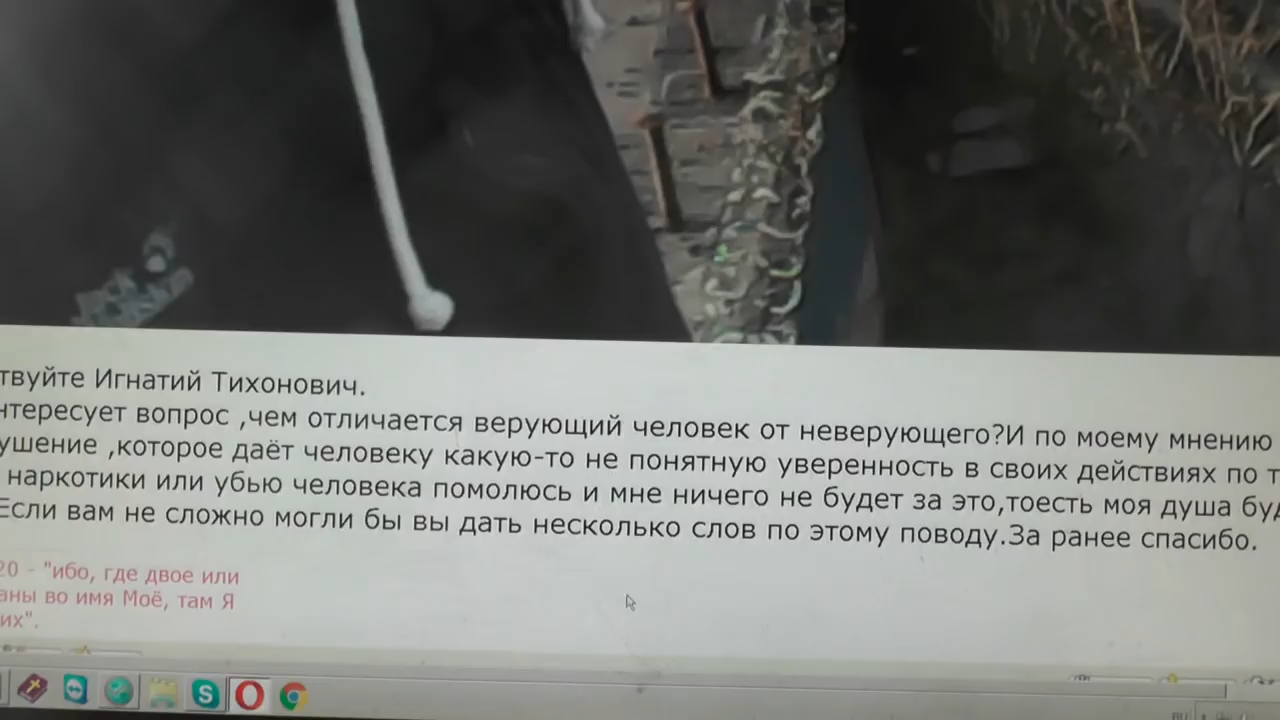 твуйте Игнатий Тихонович.
нтересует вопрос ,чем отличается верующий человек от неверующего?И по моему мнению
ушение ,которое даёт человеку какую-то не понятную уверенность в своих действиях по т
наркотики или убью человека помолюсь и мне ничего не будет за это,тоесть моя душа буд
Если вам не сложно могли бы вы дать несколько слов по этому поводу.За ранее спасибо.
20 - "ибо, где двое или
аны во имя Моё, там Я
их".